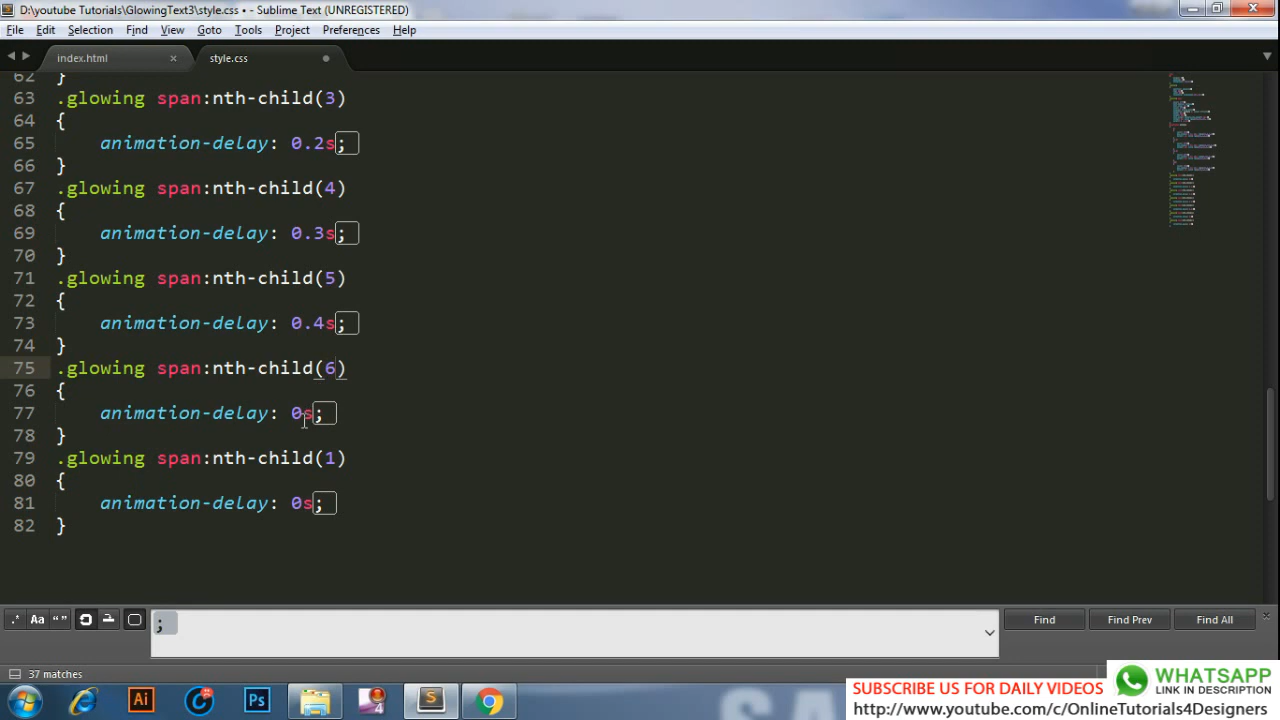 D:\youtube Tutorials\GlowingText3\style.css • - Sublime Text (UNREGISTERED)
File Edit Selection Find View Goto Tools Project Preferences Help
index.html × style.css
62 }
63 .glowing span:nth-child(3)
64 {
65 animation-delay: 0.2s;
66 }
67 .glowing span:nth-child(4)
68 {
69 animation-delay: 0.3s;
70 }
71 .glowing span:nth-child(5)
72 {
73 animation-delay: 0.4s;
74 }
75 .glowing span:nth-child(6)
76 {
77 animation-delay: 0s;
78 }
79 .glowing span:nth-child(1)
80 {
81 animation-delay: 0s;
82 }
.* Aa “ ” ; Find Find Prev Find All
37 matches
Ai Ps S
SUBSCRIBE US FOR DAILY VIDEOS
http://www.youtube.com/c/OnlineTutorials4Designers
WHATSAPP
LINK IN DESCRIPTION